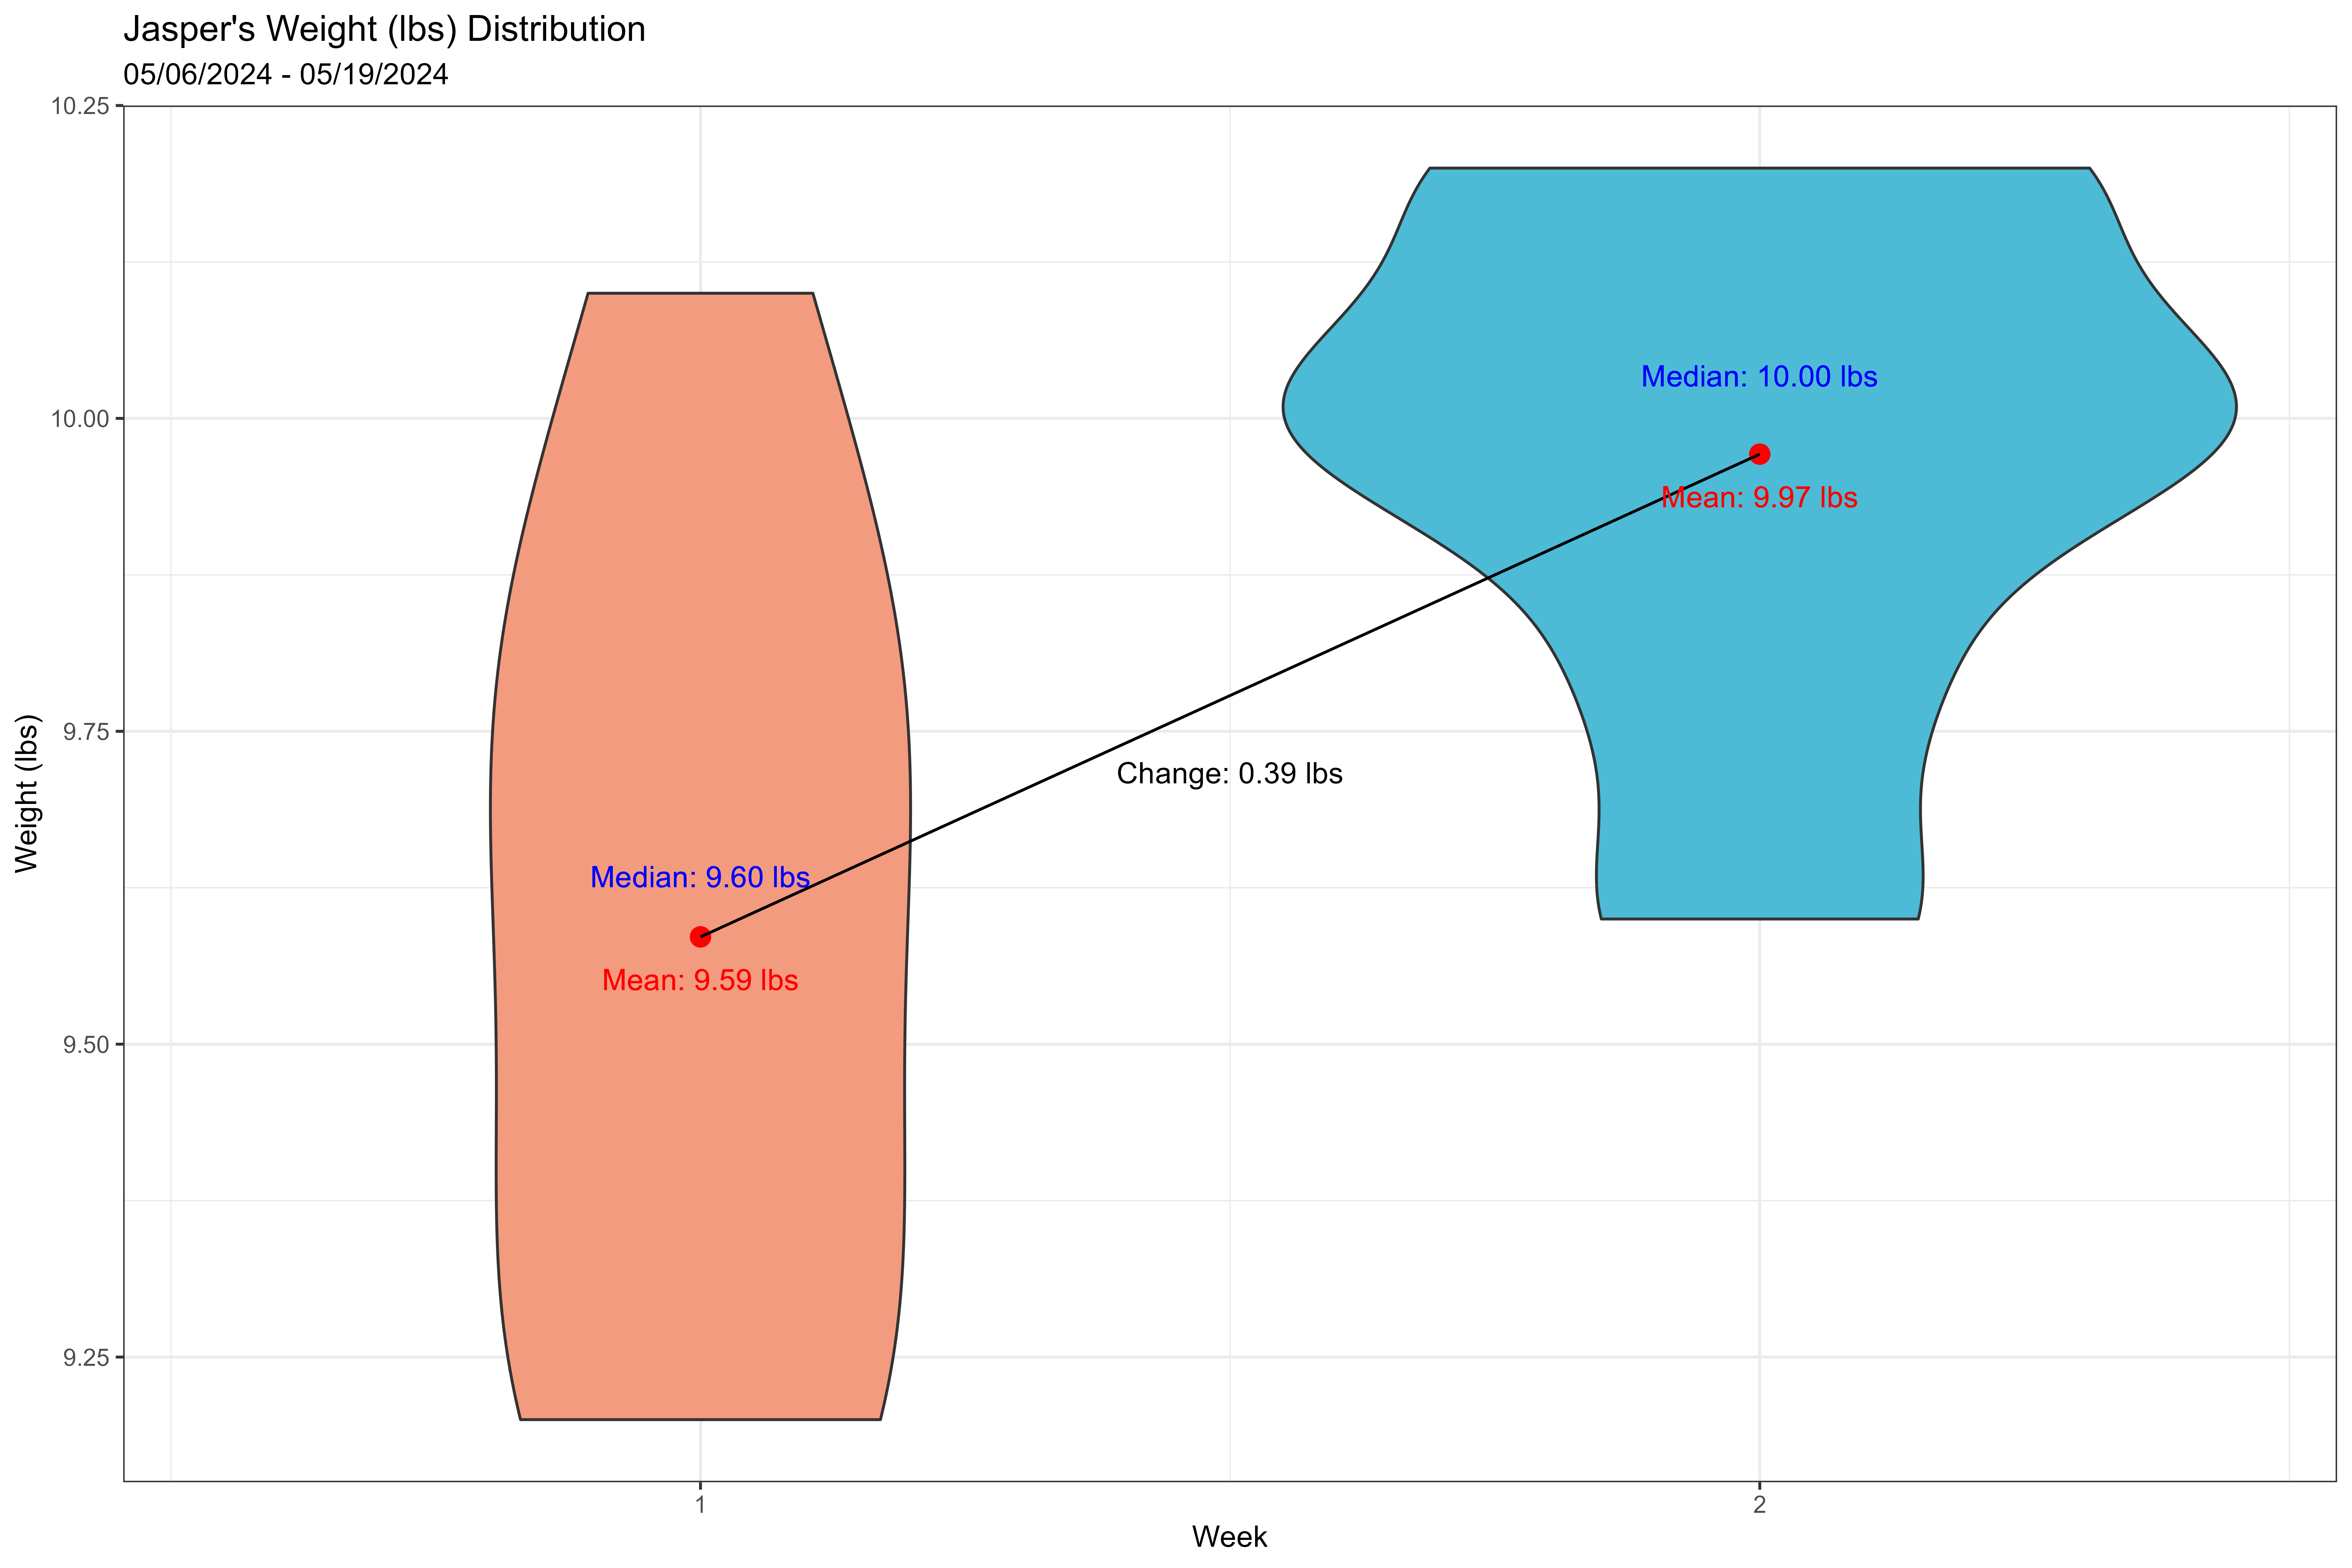 Jasper's Weight (lbs) Distribution
05/06/2024 - 05/19/2024
10.25
10.00
9.75
9.50
9.25
Weight (lbs)
Median: 10.00 lbs
Mean: 9.97 lbs
Change: 0.39 lbs
Median: 9.60 lbs
Mean: 9.59 lbs
1
2
Week